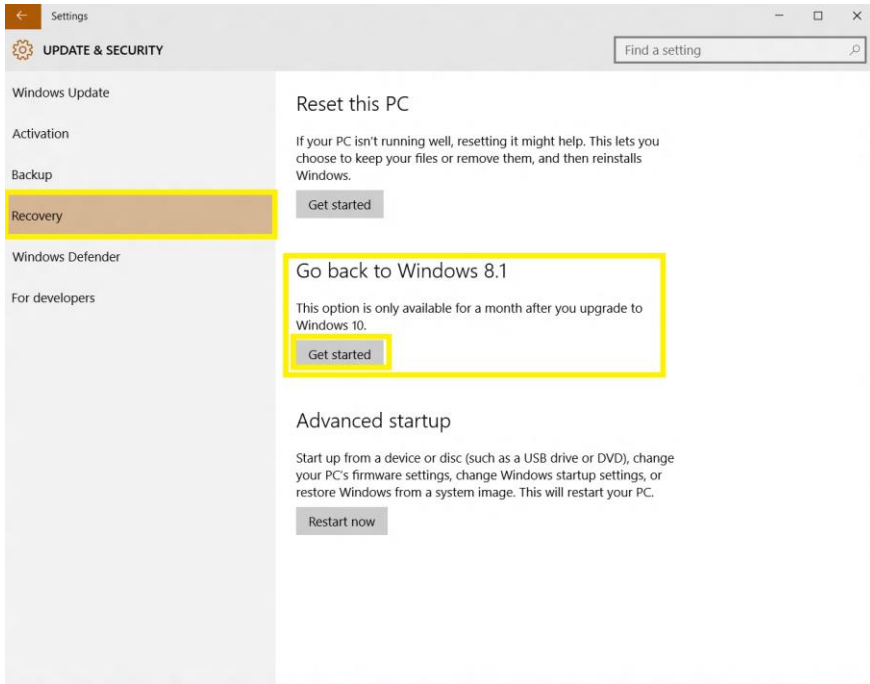 Settings
UPDATE & SECURITY
Find a setting
Windows Update
Activation
Backup
Recovery
Windows Defender
For developers
Reset this PC
If your PC isn't running well, resetting it might help. This lets you
choose to keep your files or remove them, and then reinstalls
Windows.
Get started
Go back to Windows 8.1
This option is only available for a month after you upgrade to
Windows 10.
Get started
Advanced startup
Start up from a device or disc (such as a USB drive or DVD), change
your PC's firmware settings, change Windows startup settings, or
restore Windows from a system image. This will restart your PC.
Restart now